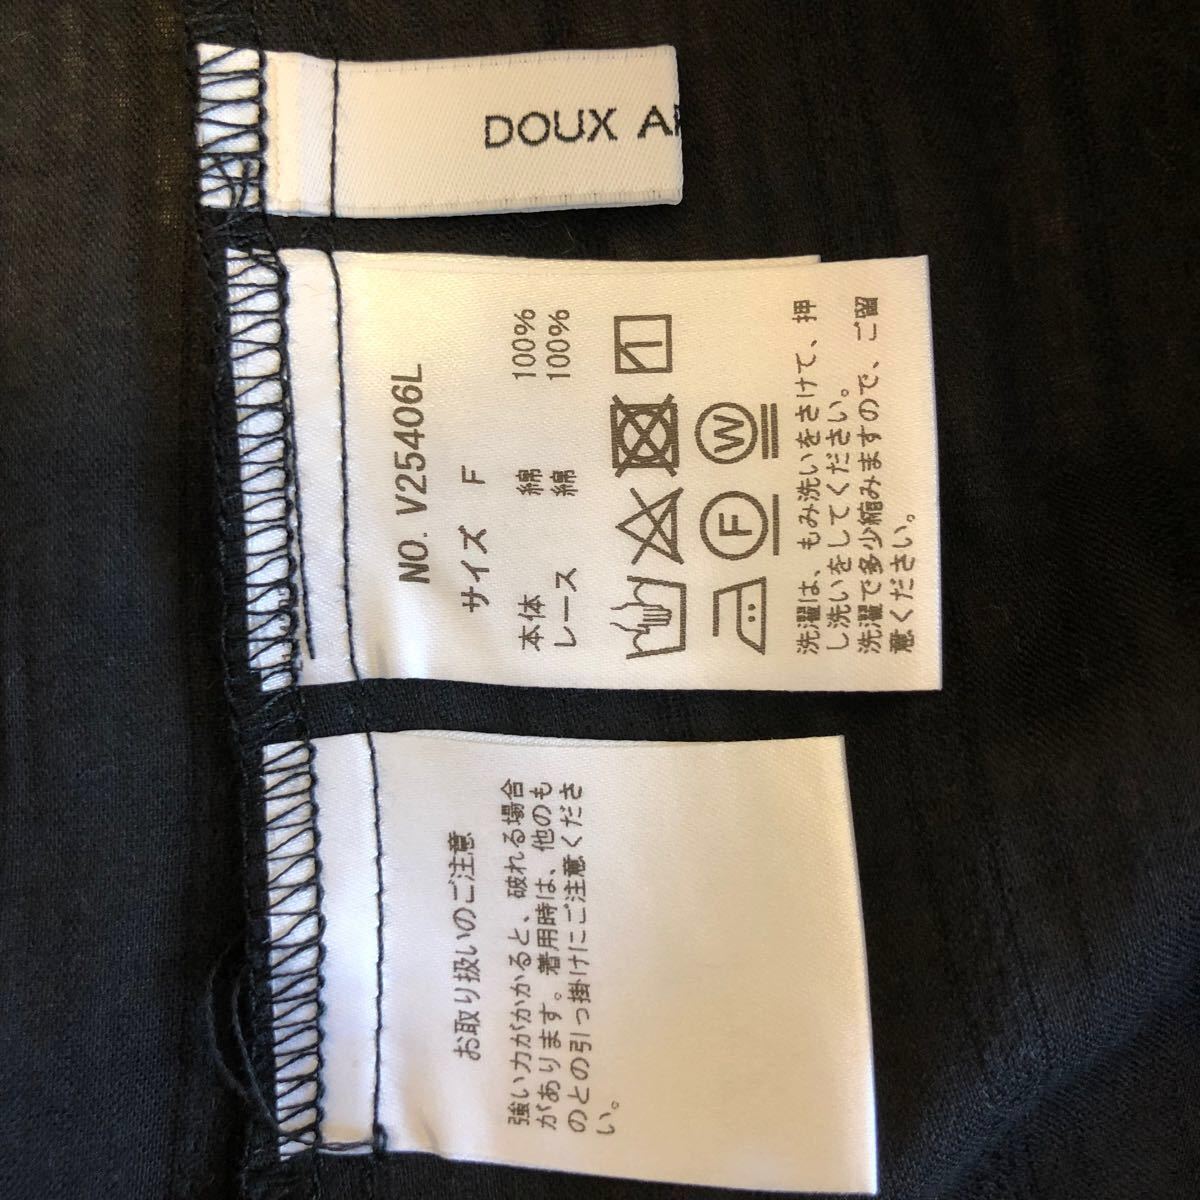 DOUX AR
NO. V25406L
サイズ F
本体 綿 100%
レース 綿 100%
F W
洗濯は、もみ洗いをさけて、押
し洗いをしてください。
洗濯で多少縮みますので、ご留
意ください。
お取り扱いのご注意
強い力がかかると、破れる場合
があります。着用時は、他のも
のとの引っ掛けにご注意くださ
い。